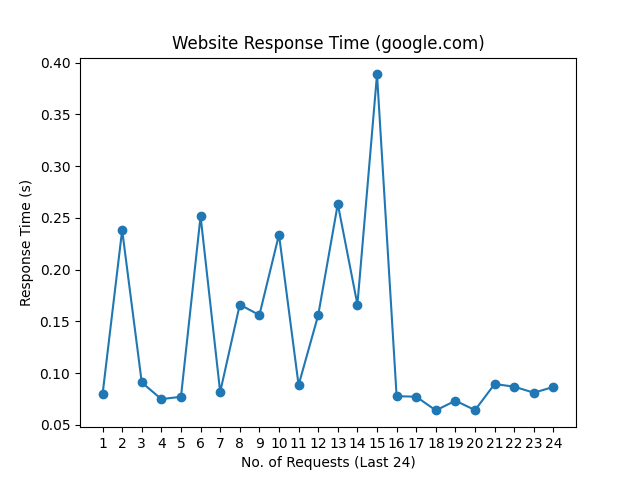 Website Response Time (google.com)
0.40
0.35
0.30
0.25
0.20
0.15
0.10
0.05
Response Time (s)
1 2 3 4 5 6 7 8 9 10 11 12 13 14 15 16 17 18 19 20 21 22 23 24
No. of Requests (Last 24)